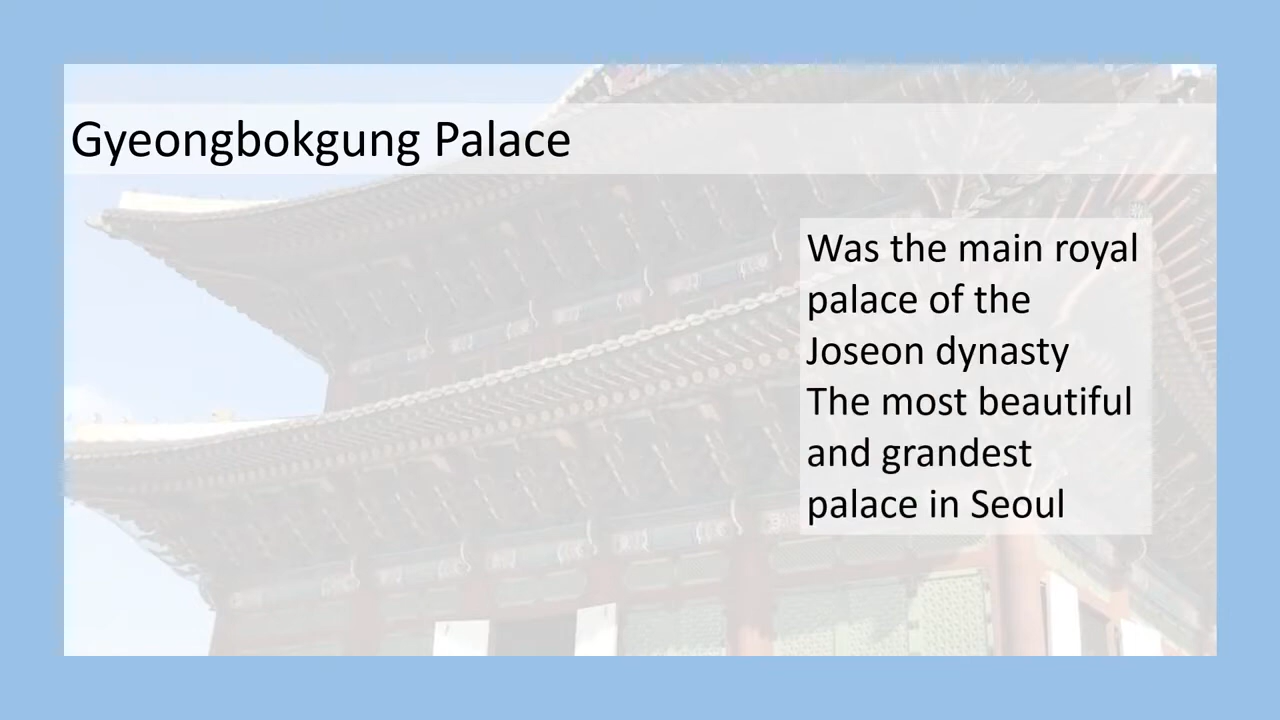 Gyeongbokgung Palace
Was the main royal
palace of the
Joseon dynasty
The most beautiful
and grandest
palace in Seoul